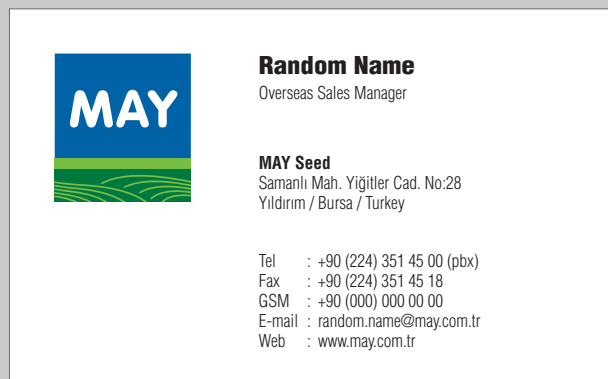 MAY
Random Name
Overseas Sales Manager
MAY Seed
Samanlı Mah. Yiğitler Cad. No:28
Yıldırım / Bursa / Turkey
Tel : +90 (224) 351 45 00 (pbx)
Fax : +90 (224) 351 45 18
GSM : +90 (000) 000 00 00
E-mail : random.name@may.com.tr
Web : www.may.com.tr